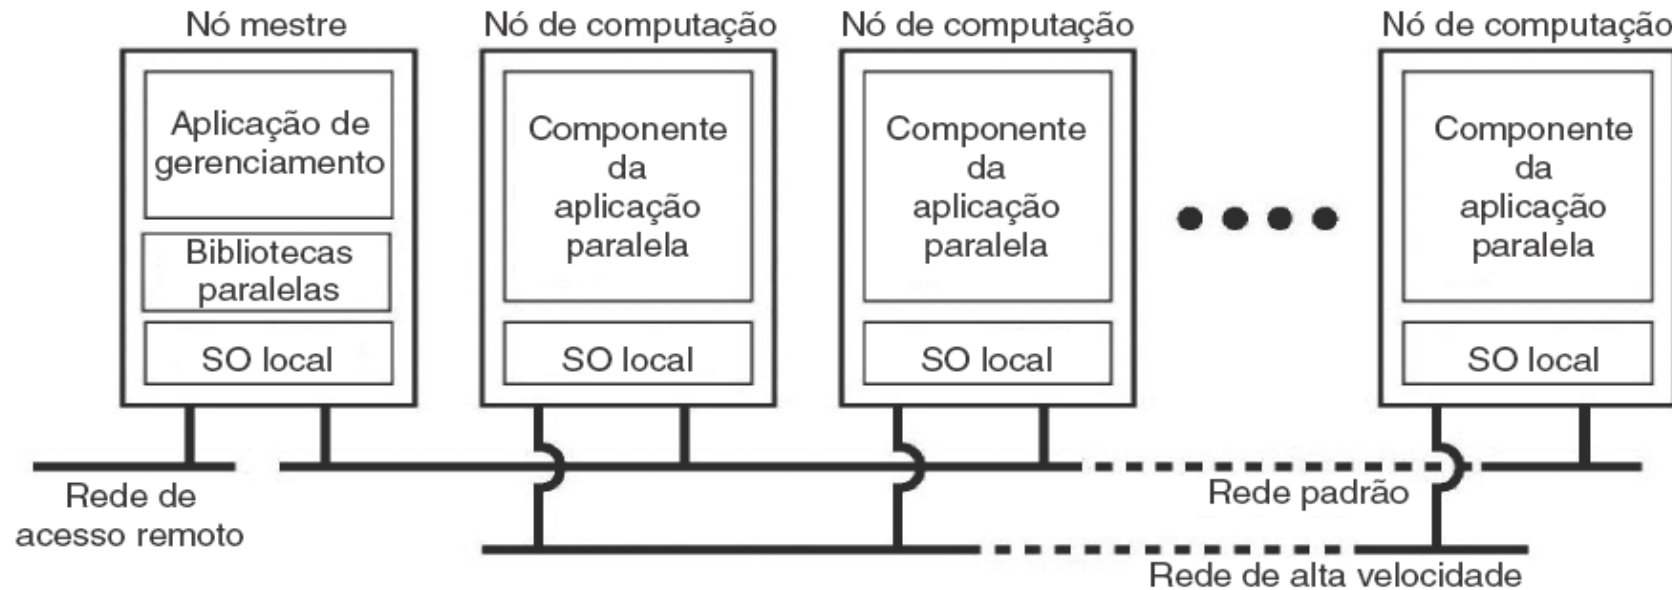 Nó mestre
Nó de computação
Nó de computação
Nó de computação
Aplicação de
gerenciamento
Bibliotecas
paralelas
SO local
Componente
da
aplicação
paralela
SO local
Componente
da
aplicação
paralela
SO local
Componente
da
aplicação
paralela
SO local
Rede de
acesso remoto
Rede padrão
Rede de alta velocidade